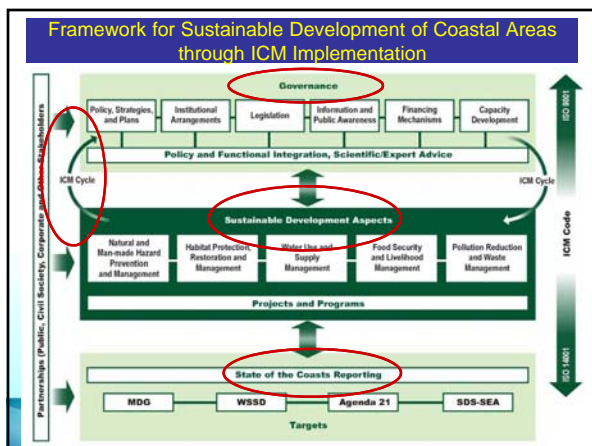 Framework for Sustainable Development of Coastal Areas
through ICM Implementation
Partnerships (Public, Civil Society, Corporate and Other Stakeholders
Governance
Policy, Strategies,
and Plans
Institutional
Arrangements
Legislation
Information and
Public Awareness
Financing
Mechanisms
Capacity
Development
Policy and Functional Integration, Scientific/Expert Advice
ICM Cycle
ICM Cycle
Sustainable Development Aspects
Natural and
Man-made Hazard
Prevention
and Management
Habitat Protection,
Restoration and
Management
Water Use and
Supply
Management
Food Security
and Livelihood
Management
Pollution Reduction
and Waste
Management
Projects and Programs
State of the Coasts Reporting
MDG
WSSD
Agenda 21
SDS-SEA
Targets
ISO 9001
ICM Code
ISO 14001